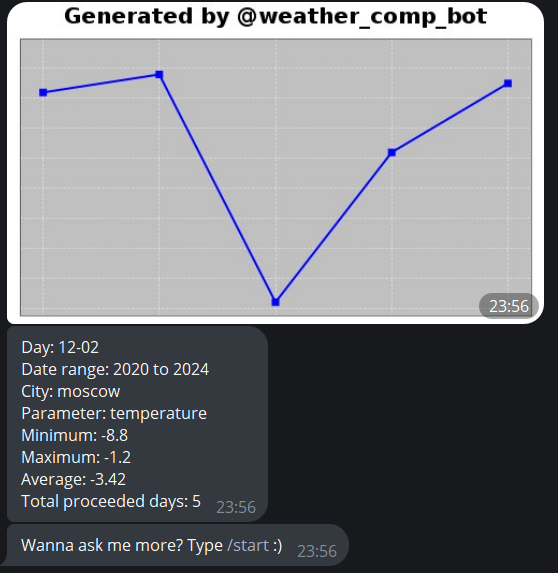 Generated by @weather_comp_bot
23:56
Day: 12-02
Date range: 2020 to 2024
City: moscow
Parameter: temperature
Minimum: -8.8
Maximum: -1.2
Average: -3.42
Total proceeded days: 5 23:56
Wanna ask me more? Type /start :) 23:56